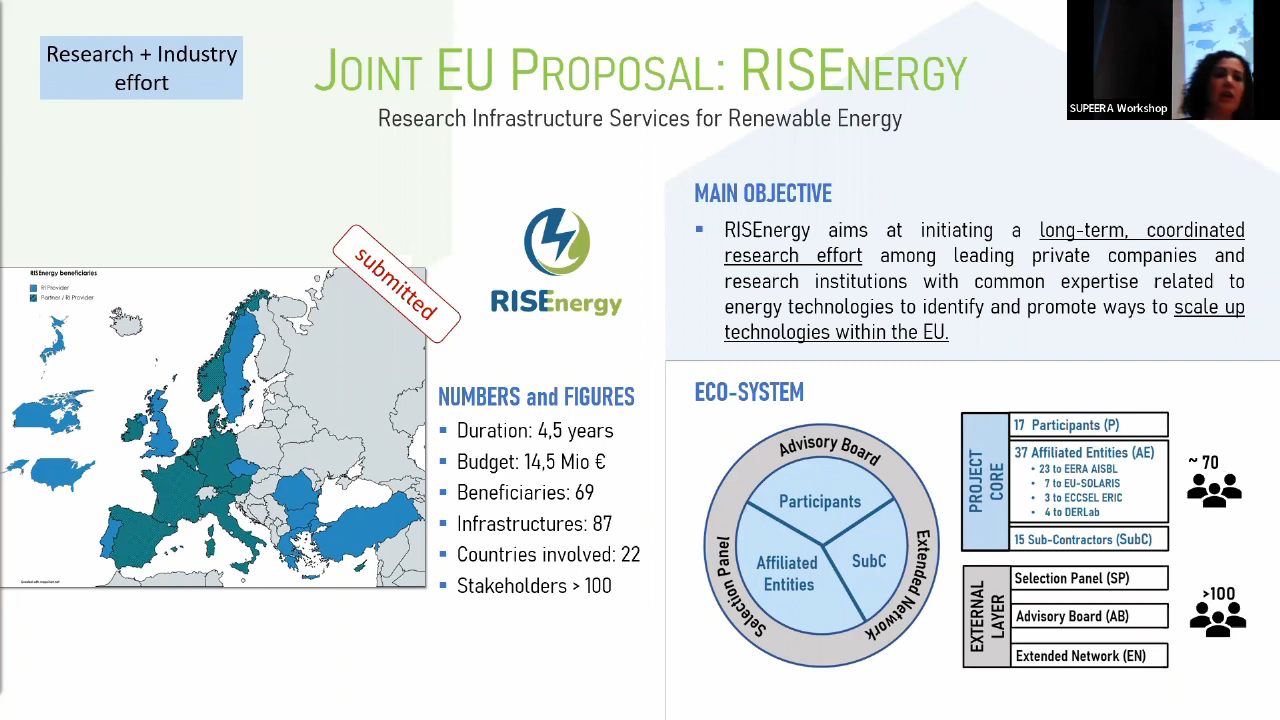 Research + Industry
effort
JOINT EU PROPOSAL: RISENERGY
Research Infrastructure Services for Renewable Energy
SUPEERA Workshop
RISEnergy beneficiaries
RI Provider
Partner / RI Provider
submitted
RISEnergy
NUMBERS and FIGURES
Duration: 4,5 years
Budget: 14,5 Mio €
Beneficiaries: 69
Infrastructures: 87
Countries involved: 22
Stakeholders > 100
MAIN OBJECTIVE
RISEnergy aims at initiating a long-term, coordinated
research effort among leading private companies and
research institutions with common expertise related to
energy technologies to identify and promote ways to scale up
technologies within the EU.
ECO-SYSTEM
Advisory Board
Participants
Affiliated
Entities
SubC
Selection Panel
Extended Network
PROJECT
CORE
17 Participants (P)
37 Affiliated Entities (AE)
• 23 to EERA AISBL
• 7 to EU-SOLARIS
• 3 to ECCSEL ERIC
• 4 to DERLab
15 Sub-Contractors (SubC)
~ 70
EXTERNAL
LAYER
Selection Panel (SP)
Advisory Board (AB)
Extended Network (EN)
>100